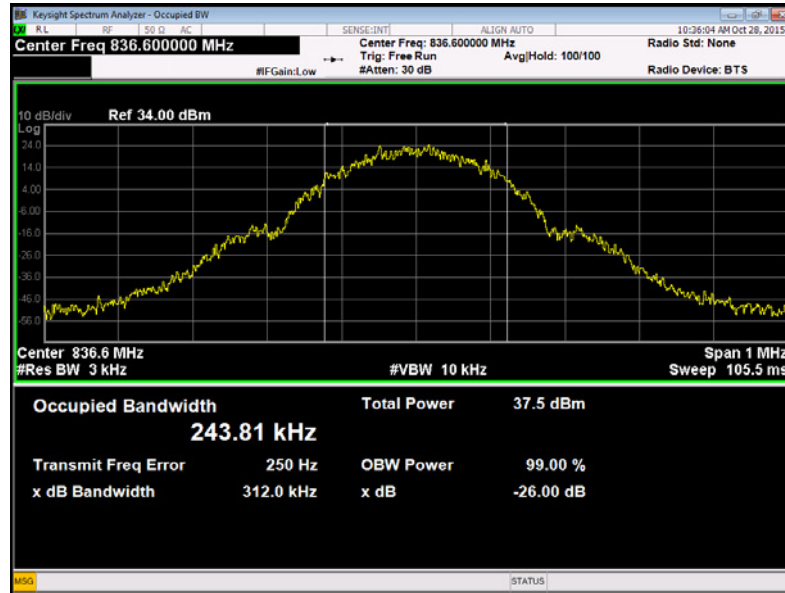 Keysight Spectrum Analyzer - Occupied BW
RL RF 50 Ω AC SENSE:INT ALIGN AUTO 10:36:04 AM Oct 28, 2015
Center Freq 836.600000 MHz Center Freq: 836.600000 MHz Radio Std: None
Trig: Free Run Avg|Hold: 100/100
#IFGain:Low #Atten: 30 dB Radio Device: BTS
10 dB/div Ref 34.00 dBm
Log
24.0
14.0
4.00
-6.00
-16.0
-26.0
-36.0
-46.0
-56.0
Center 836.6 MHz Span 1 MHz
#Res BW 3 kHz #VBW 10 kHz Sweep 105.5 ms
Occupied Bandwidth Total Power 37.5 dBm
243.81 kHz
Transmit Freq Error 250 Hz OBW Power 99.00 %
x dB Bandwidth 312.0 kHz x dB -26.00 dB
MSG STATUS